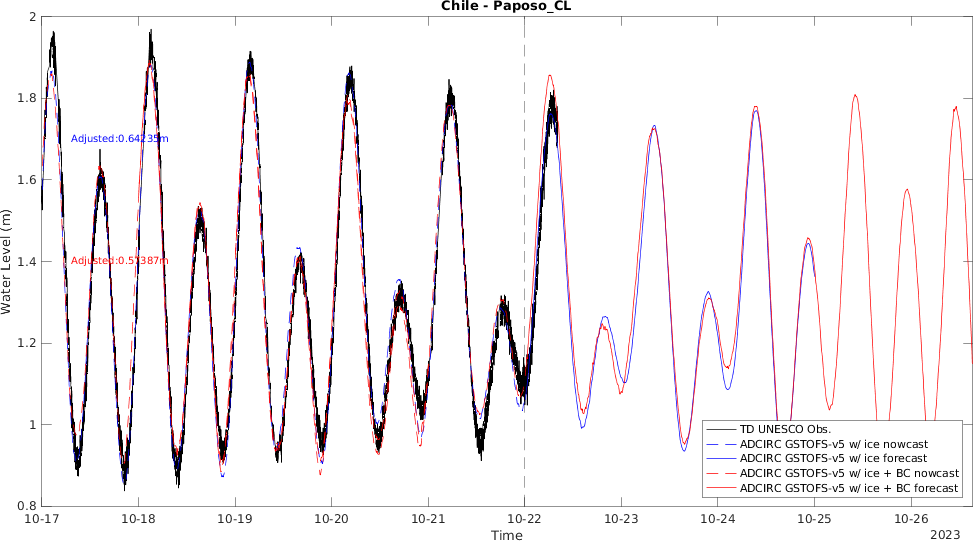 Chile - Paposo_CL
2
1.8
1.6
1.4
1.2
1
0.8
Water Level (m)
Adjusted:0.64235m
Adjusted:0.57387m
TD UNESCO Obs.
ADCIRC GSTOFS-v5 w/ ice nowcast
ADCIRC GSTOFS-v5 w/ ice forecast
ADCIRC GSTOFS-v5 w/ ice + BC nowcast
ADCIRC GSTOFS-v5 w/ ice + BC forecast
10-17 10-18 10-19 10-20 10-21 10-22 10-23 10-24 10-25 10-26
Time
2023